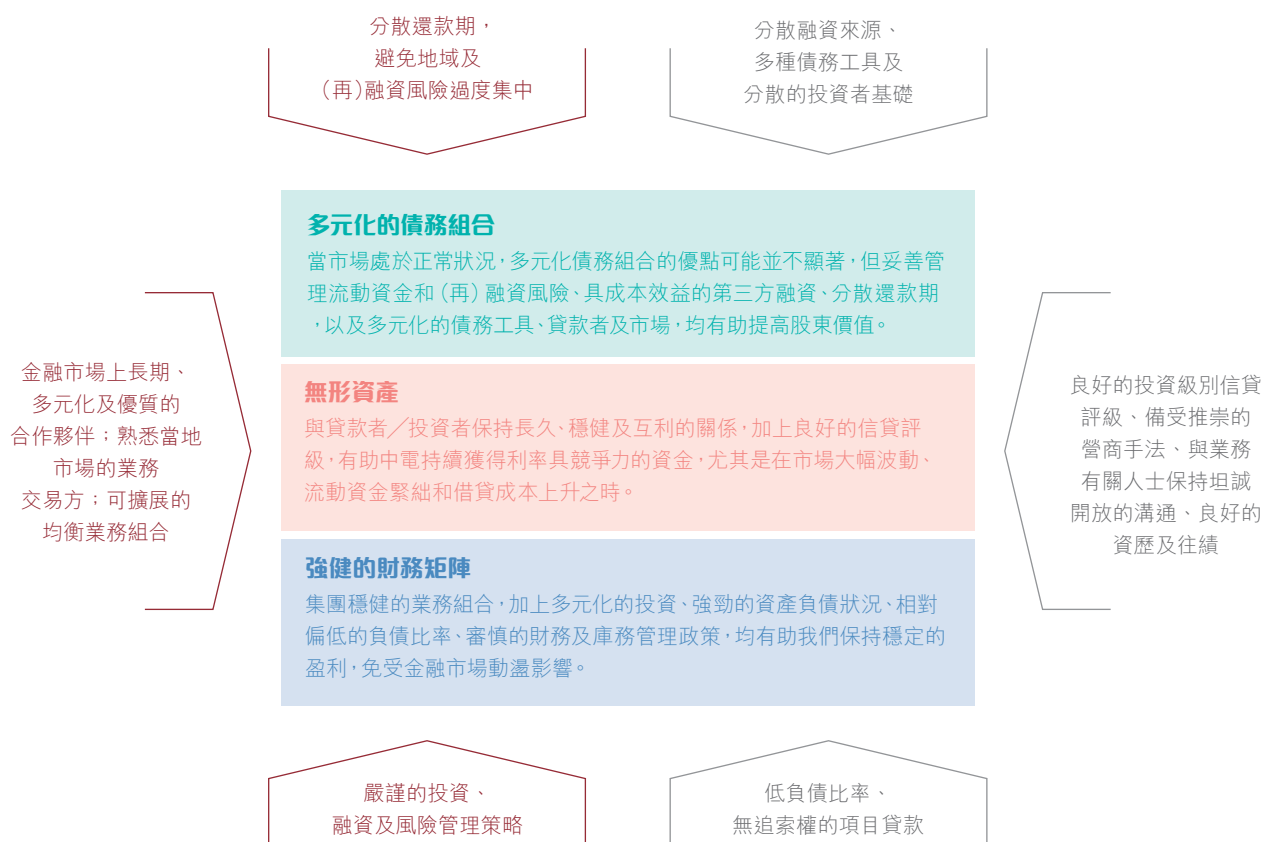 分散還款期，
避免地域及
（再）融資風險過度集中
分散融資來源、
多種債務工具及
分散的投資者基礎
多元化的債務組合
當市場處於正常狀況，多元化債務組合的優點可能並不顯著，但妥善管
理流動資金和（再）融資風險、具成本效益的第三方融資、分散還款期
，以及多元化的債務工具、貸款者及市場，均有助提高股東價值。
金融市場上長期、
多元化及優質的
合作夥伴；熟悉當地
市場的業務
交易方；可擴展的
均衡業務組合
無形資產
與貸款者／投資者保持長久、穩健及互利的關係，加上良好的信貸評
級，有助中電持續獲得利率具競爭力的資金，尤其是在市場大幅波動、
流動資金緊絀和借貸成本上升之時。
良好的投資級別信貸
評級、備受推崇的
營商手法、與業務
有關人士保持坦誠
開放的溝通、良好的
資歷及往績
強健的財務矩陣
集團穩健的業務組合，加上多元化的投資、強勁的資產負債狀況、相對
偏低的負債比率、審慎的財務及庫務管理政策，均有助我們保持穩定的
盈利，免受金融市場動盪影響。
嚴謹的投資、
融資及風險管理策略
低負債比率、
無追索權的項目貸款